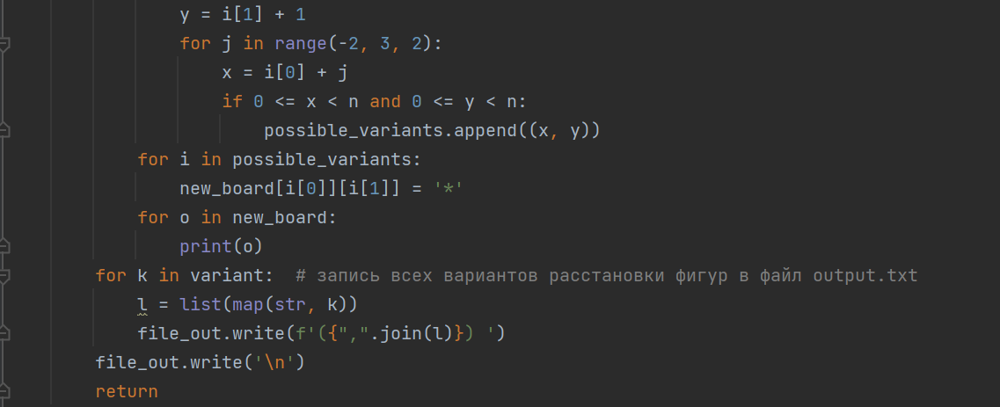 y = i[1] + 1
for j in range(-2, 3, 2):
x = i[0] + j
if 0 <= x < n and 0 <= y < n:
possible_variants.append((x, y))
for i in possible_variants:
new_board[i[0]][i[1]] = '*'
for o in new_board:
print(o)
for k in variant:  # запись всех вариантов расстановки фигур в файл output.txt
l = list(map(str, k))
file_out.write(f'({",".join(l)}) ')
file_out.write('\n')
return